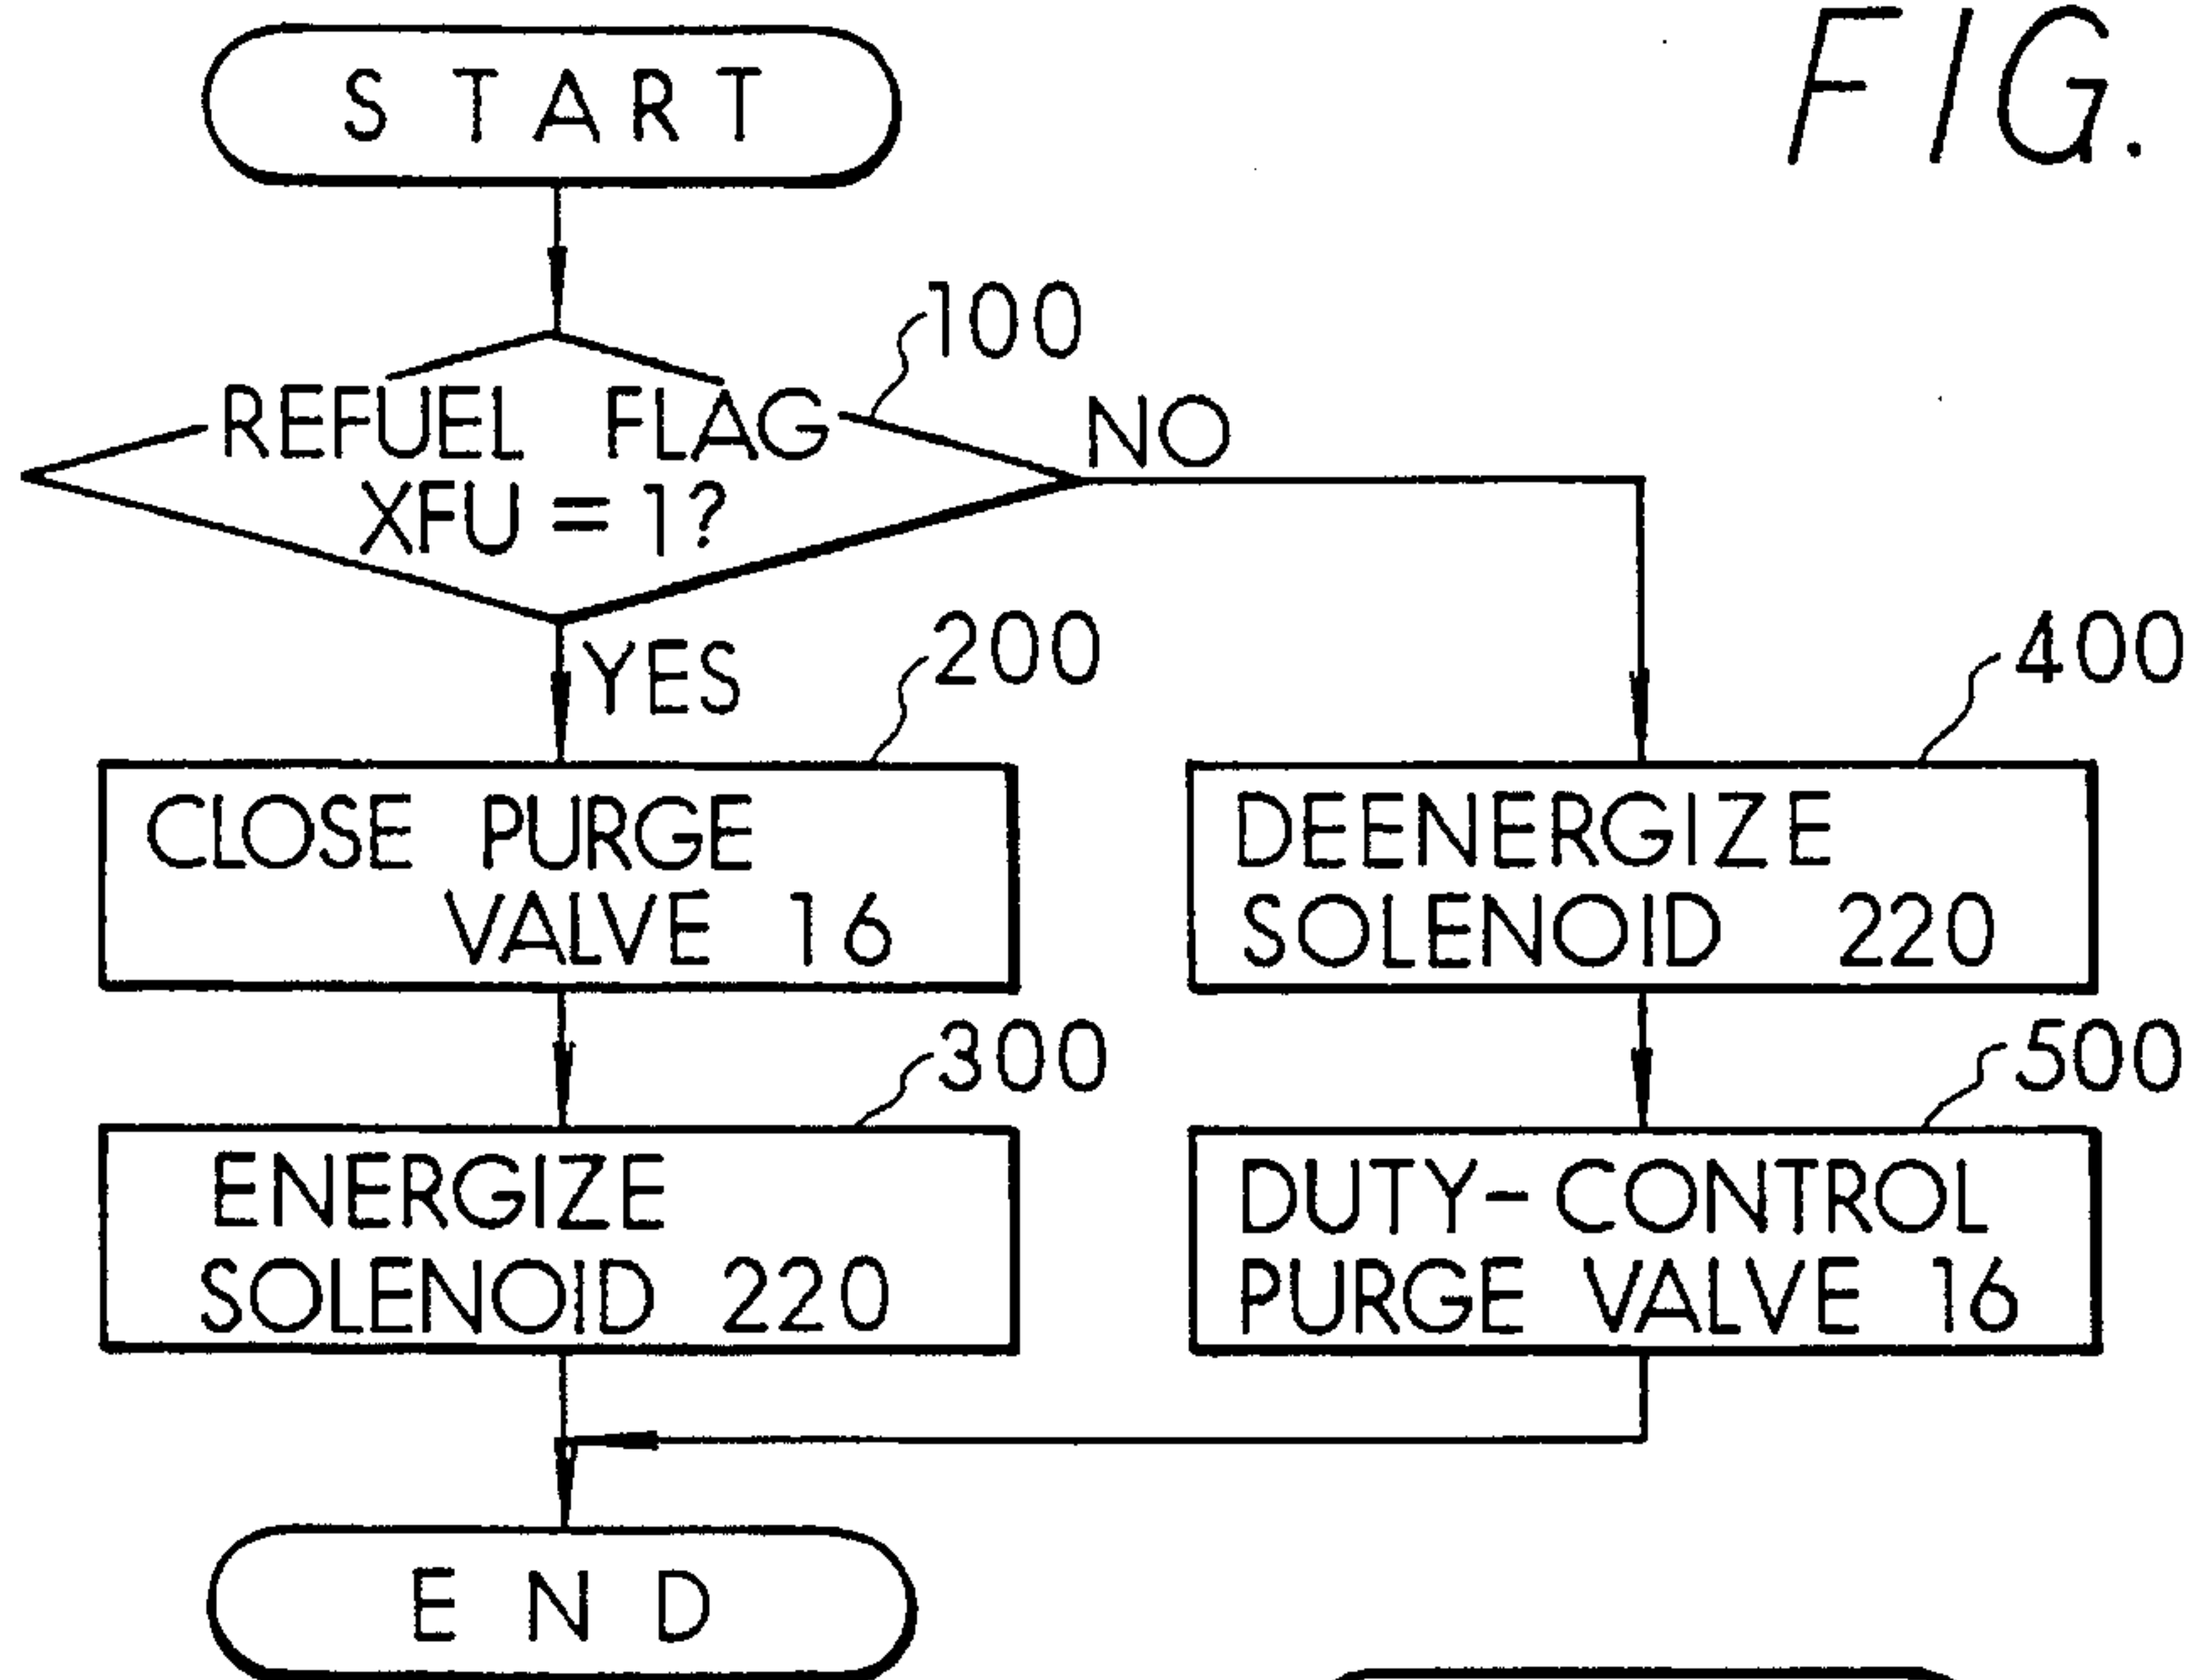 FIG.
START
100
REFUEL FLAG
XFU = 1?
NO
YES
200
CLOSE PURGE
VALVE 16
300
ENERGIZE
SOLENOID 220
400
DEENERGIZE
SOLENOID 220
500
DUTY-CONTROL
PURGE VALVE 16
END